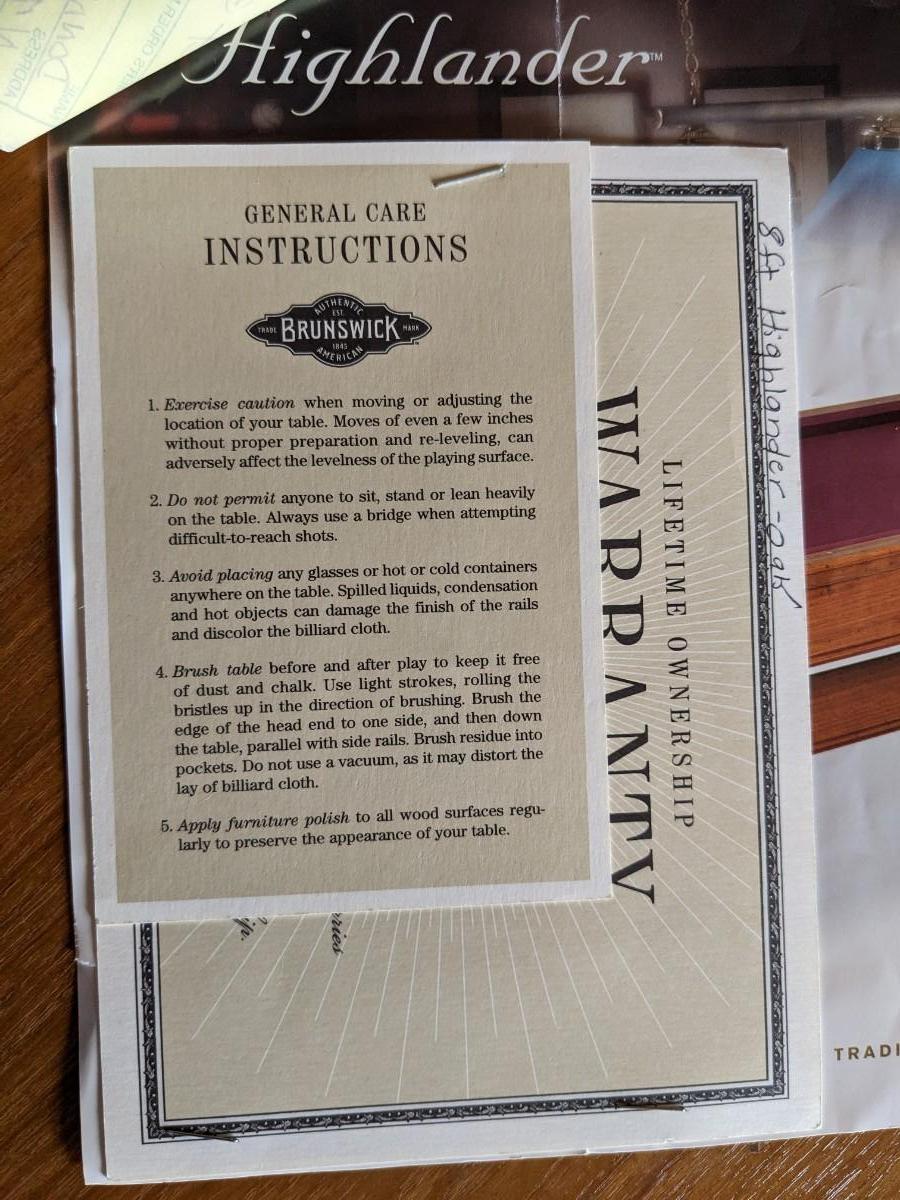 Highlander™
GENERAL CARE
INSTRUCTIONS
AUTHENTIC
EST.
TRADE BRUNSWICK MARK
1845
AMERICAN
1. Exercise caution when moving or adjusting the
location of your table. Moves of even a few inches
without proper preparation and re-leveling, can
adversely affect the levelness of the playing surface.
2. Do not permit anyone to sit, stand or lean heavily
on the table. Always use a bridge when attempting
difficult-to-reach shots.
3. Avoid placing any glasses or hot or cold containers
anywhere on the table. Spilled liquids, condensation
and hot objects can damage the finish of the rails
and discolor the billiard cloth.
4. Brush table before and after play to keep it free
of dust and chalk. Use light strokes, rolling the
bristles up in the direction of brushing. Brush the
edge of the head end to one side, and then down
the table, parallel with side rails. Brush residue into
pockets. Do not use a vacuum, as it may distort the
lay of billiard cloth.
5. Apply furniture polish to all wood surfaces regu-
larly to preserve the appearance of your table.
8ft Highlander - Oak
LIFETIME OWNERSHIP
WARRANTY
ADDRESS
NAME
TRADI